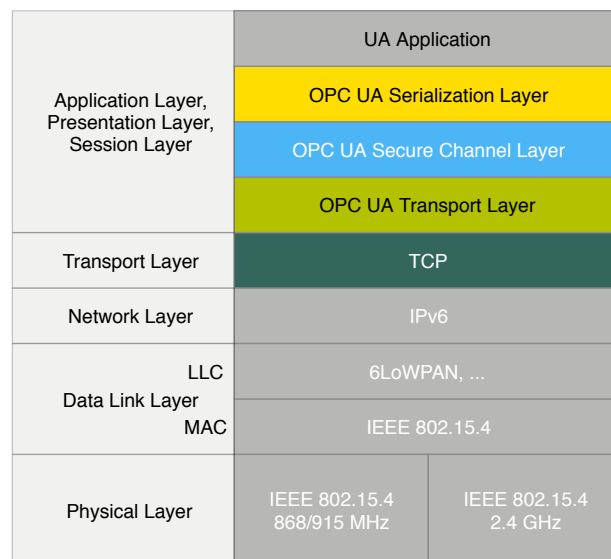 UA Application
Application Layer,
Presentation Layer,
Session Layer
OPC UA Serialization Layer
OPC UA Secure Channel Layer
OPC UA Transport Layer
Transport Layer
TCP
Network Layer
IPv6
LLC
6LoWPAN, ...
Data Link Layer
MAC
IEEE 802.15.4
Physical Layer
IEEE 802.15.4
868/915 MHz
IEEE 802.15.4
2.4 GHz